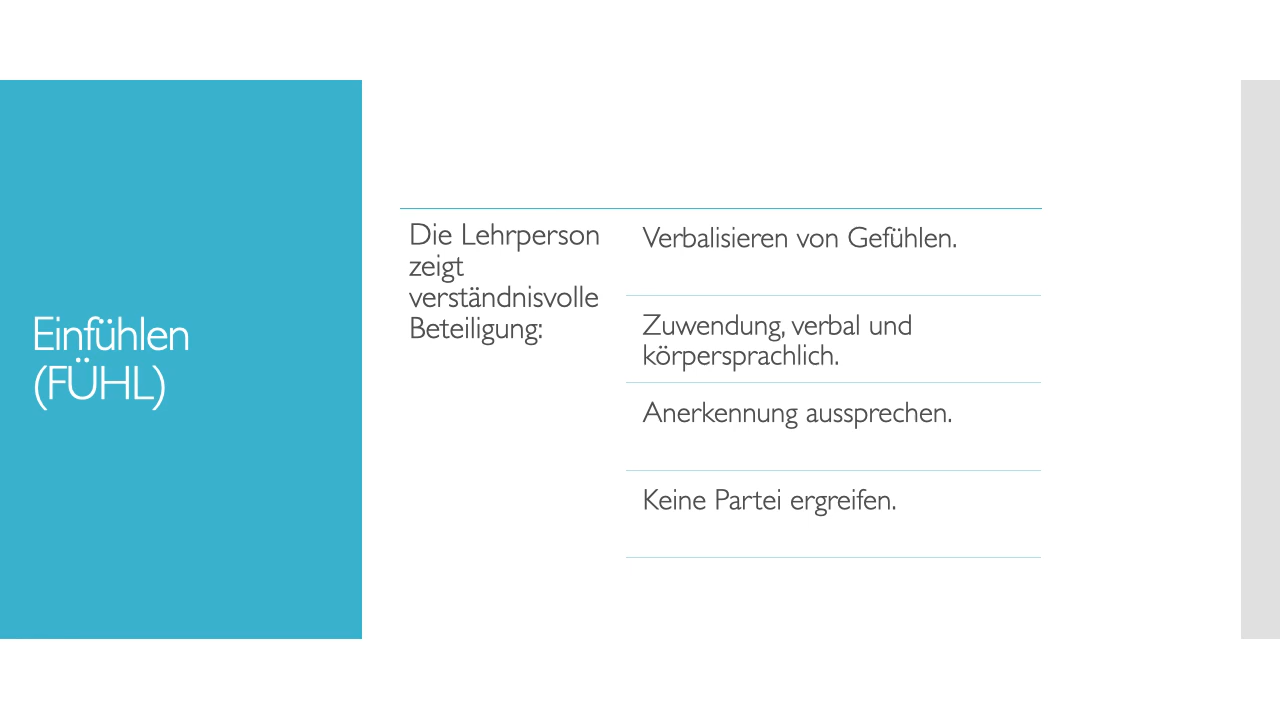 Einfühlen
(FÜHL)
Die Lehrperson
zeigt
verständnisvolle
Beteiligung:
Verbalisieren von Gefühlen.
Zuwendung, verbal und
körpersprachlich.
Anerkennung aussprechen.
Keine Partei ergreifen.